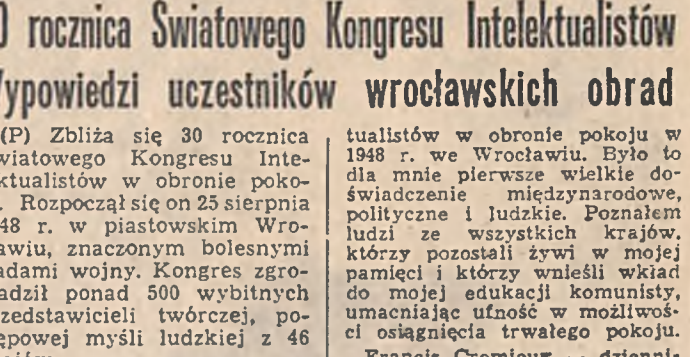 0 rocznica Światowego Kongresu Intelektualistów
ypowiedzi uczestników wrocławskich obrad
(P) Zbliża się 30 rocznica
wiatowego Kongresu Inte-
ktualistów w obronie poko-
. Rozpoczął się on 25 sierpnia
48 r. w piastowskim Wro-
awiu, znaczonym bolesnymi
adami wojny. Kongres zgro-
adził ponad 500 wybitnych
zedstawicieli twórczej, po-
ępowej myśli ludzkiej z 46
tualistów w obronie pokoju w
1948 r. we Wrocławiu. Było to
dla mnie pierwsze wielkie do-
świadczenie międzynarodowe,
polityczne i ludzkie. Poznałem
ludzi ze wszystkich krajów,
którzy pozostali żywi w mojej
pamięci i którzy wnieśli wkład
do mojej edukacji komunisty,
umacniając ufność w możliwoś-
ci osiągnięcia trwałego pokoju.